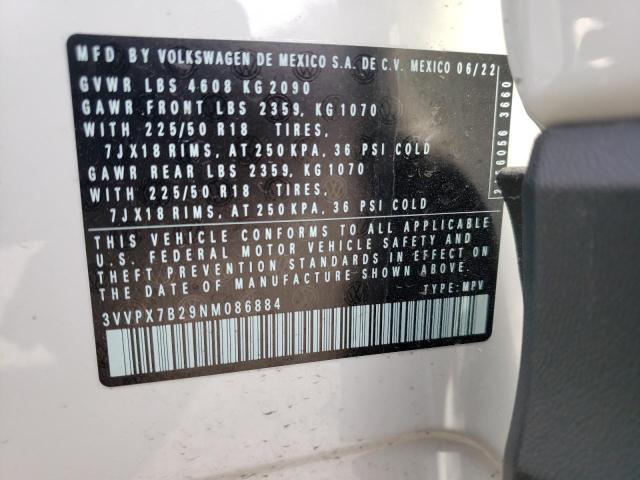 MFD BY VOLKSWAGEN DE MEXICO S.A. DE C.V. MEXICO 06/22
GVWR LBS 4608 KG 2090
GAWR FRONT LBS 2359, KG 1070
WITH 225/50 R18 TIRES,
7JX18 RIMS, AT 250 KPA, 36 PSI COLD
GAWR REAR LBS 2359, KG 1070
WITH 225/50 R18 TIRES,
7JX18 RIMS, AT 250 KPA, 36 PSI COLD
THIS VEHICLE CONFORMS TO ALL APPLICABLE
U.S. FEDERAL MOTOR VEHICLE SAFETY AND
THEFT PREVENTION STANDARDS IN EFFECT ON
THE DATE OF MANUFACTURE SHOWN ABOVE.
3VVPX7B29NM086884
TYPE: MPV
3660